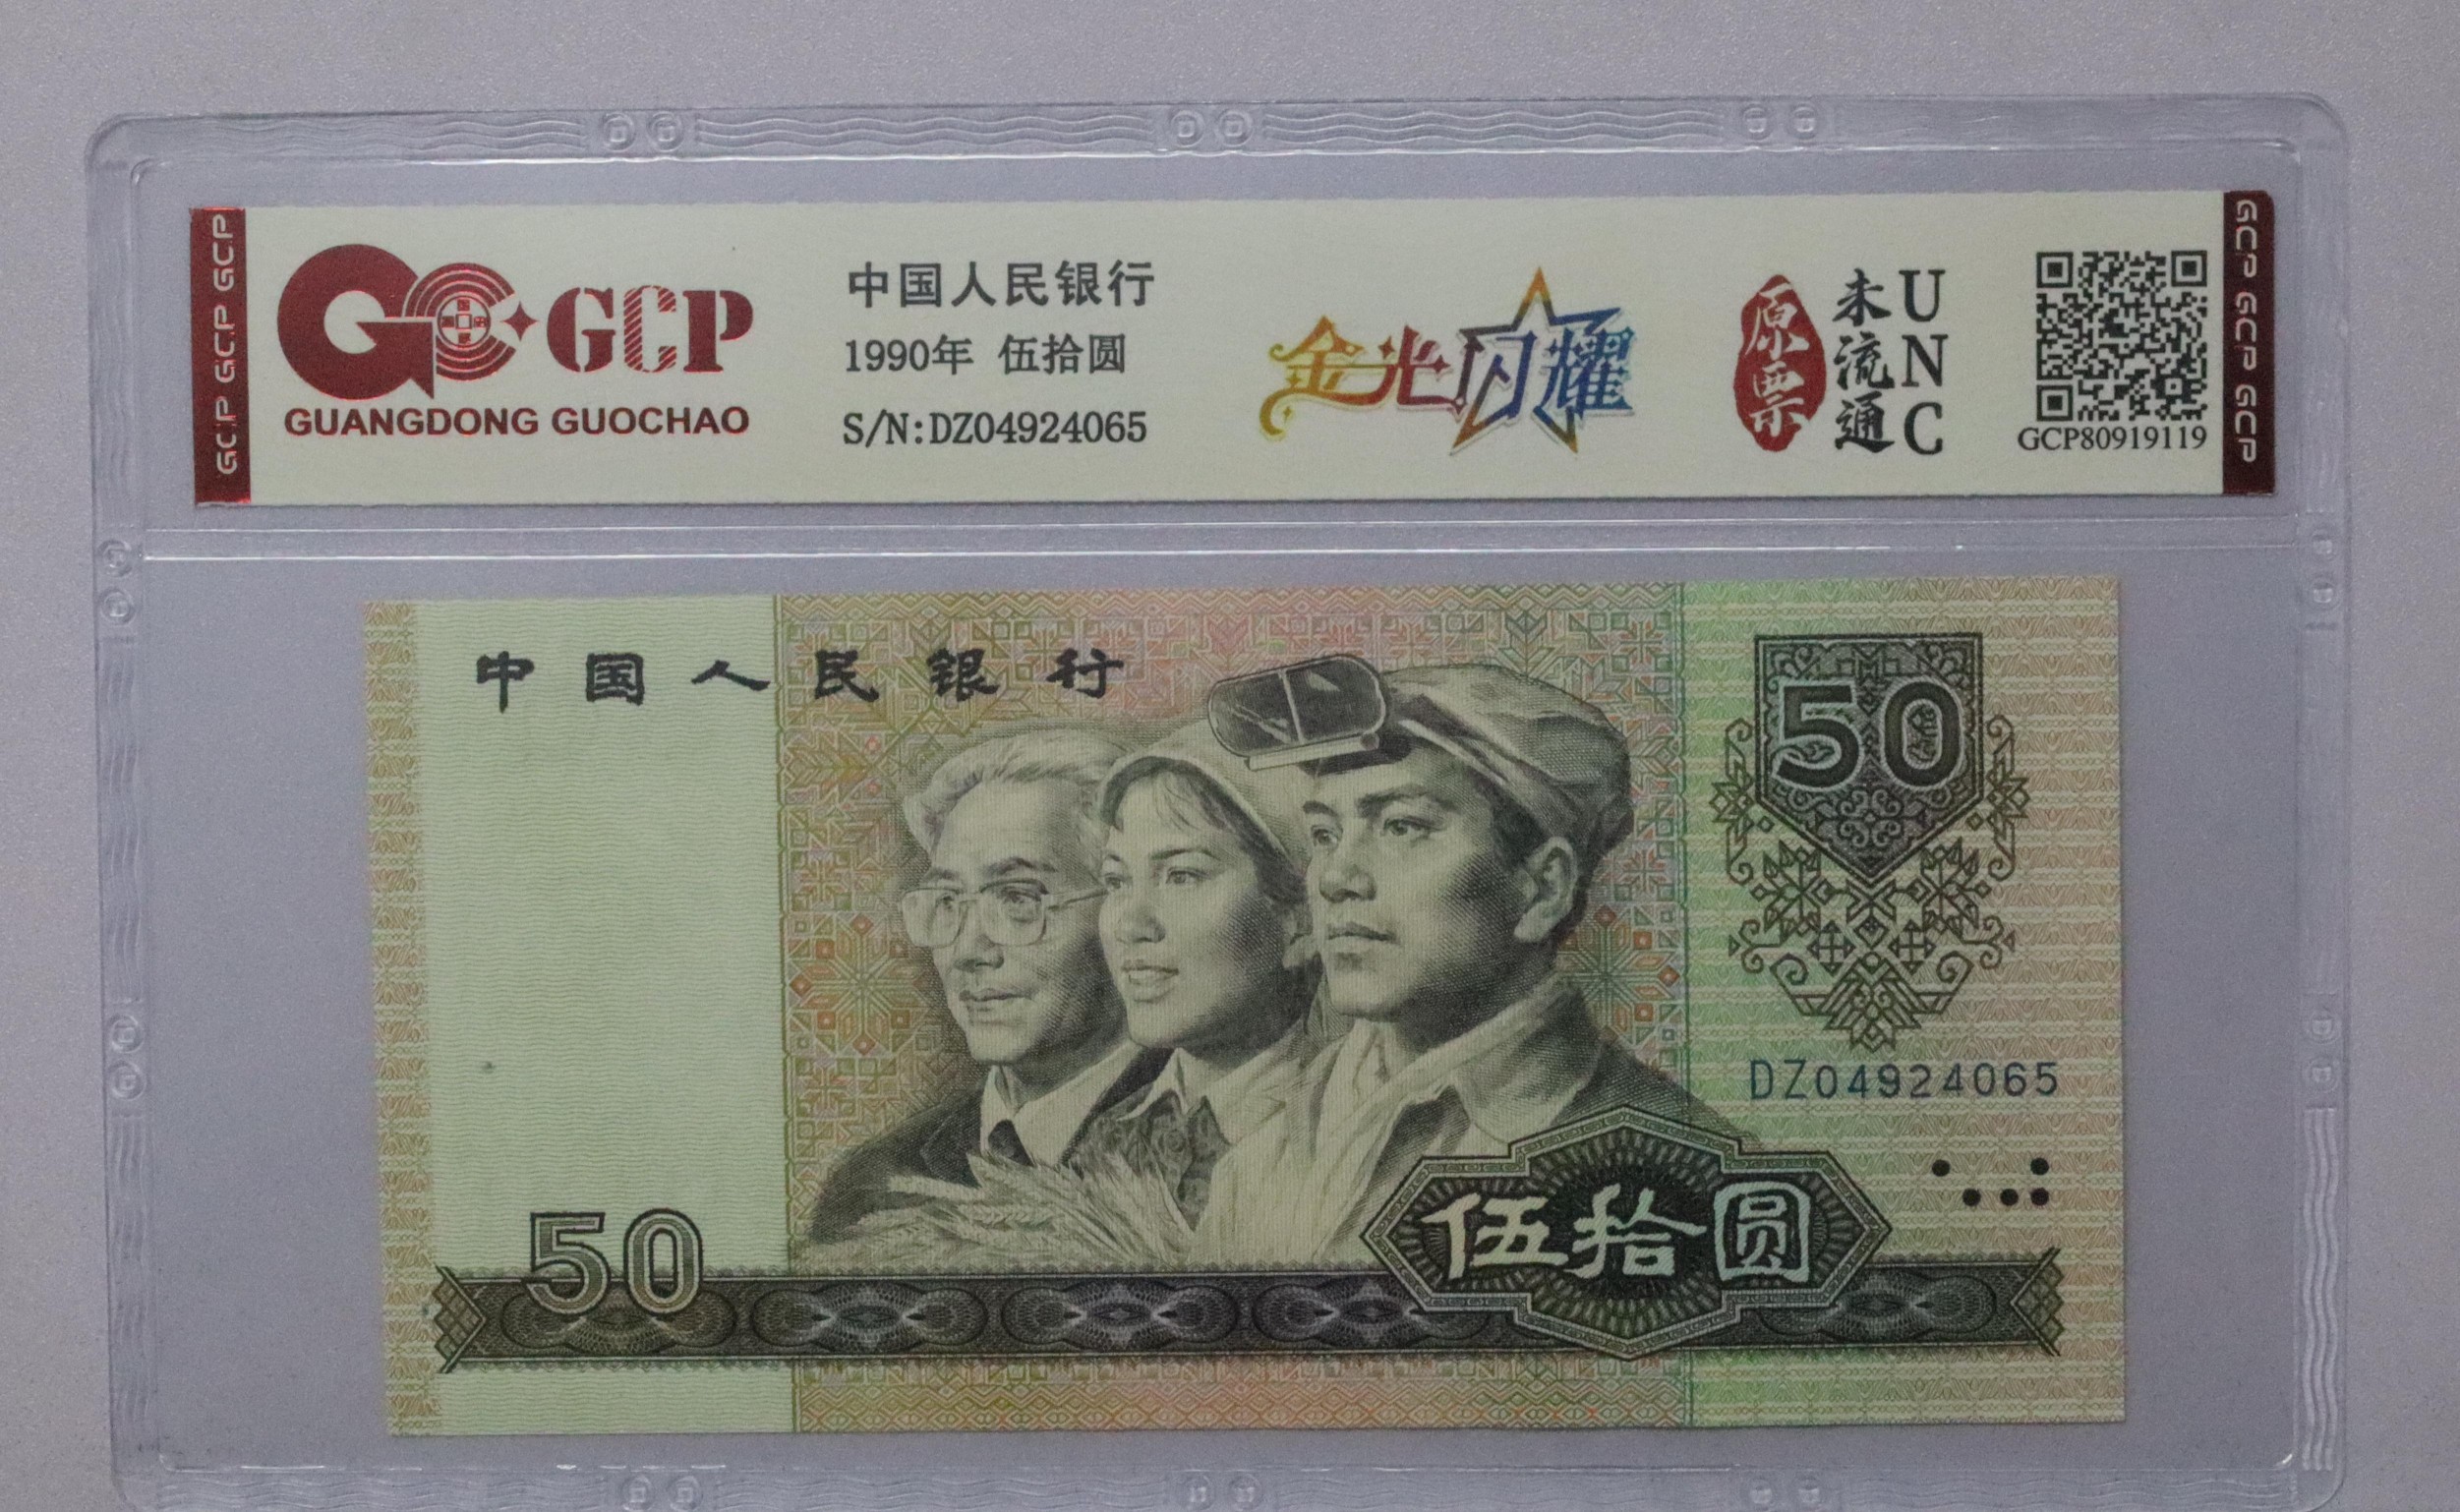 GCP GCP GCP
GCP
GUANGDONG GUOCHAO
中国人民银行
1990年 伍拾圆
S/N:DZ04924065
金光闪耀
原票
未流通
UNC
GCP80919119
GCP GCP GCP
中国人民银行
50
DZ04924065
50
伍拾圆